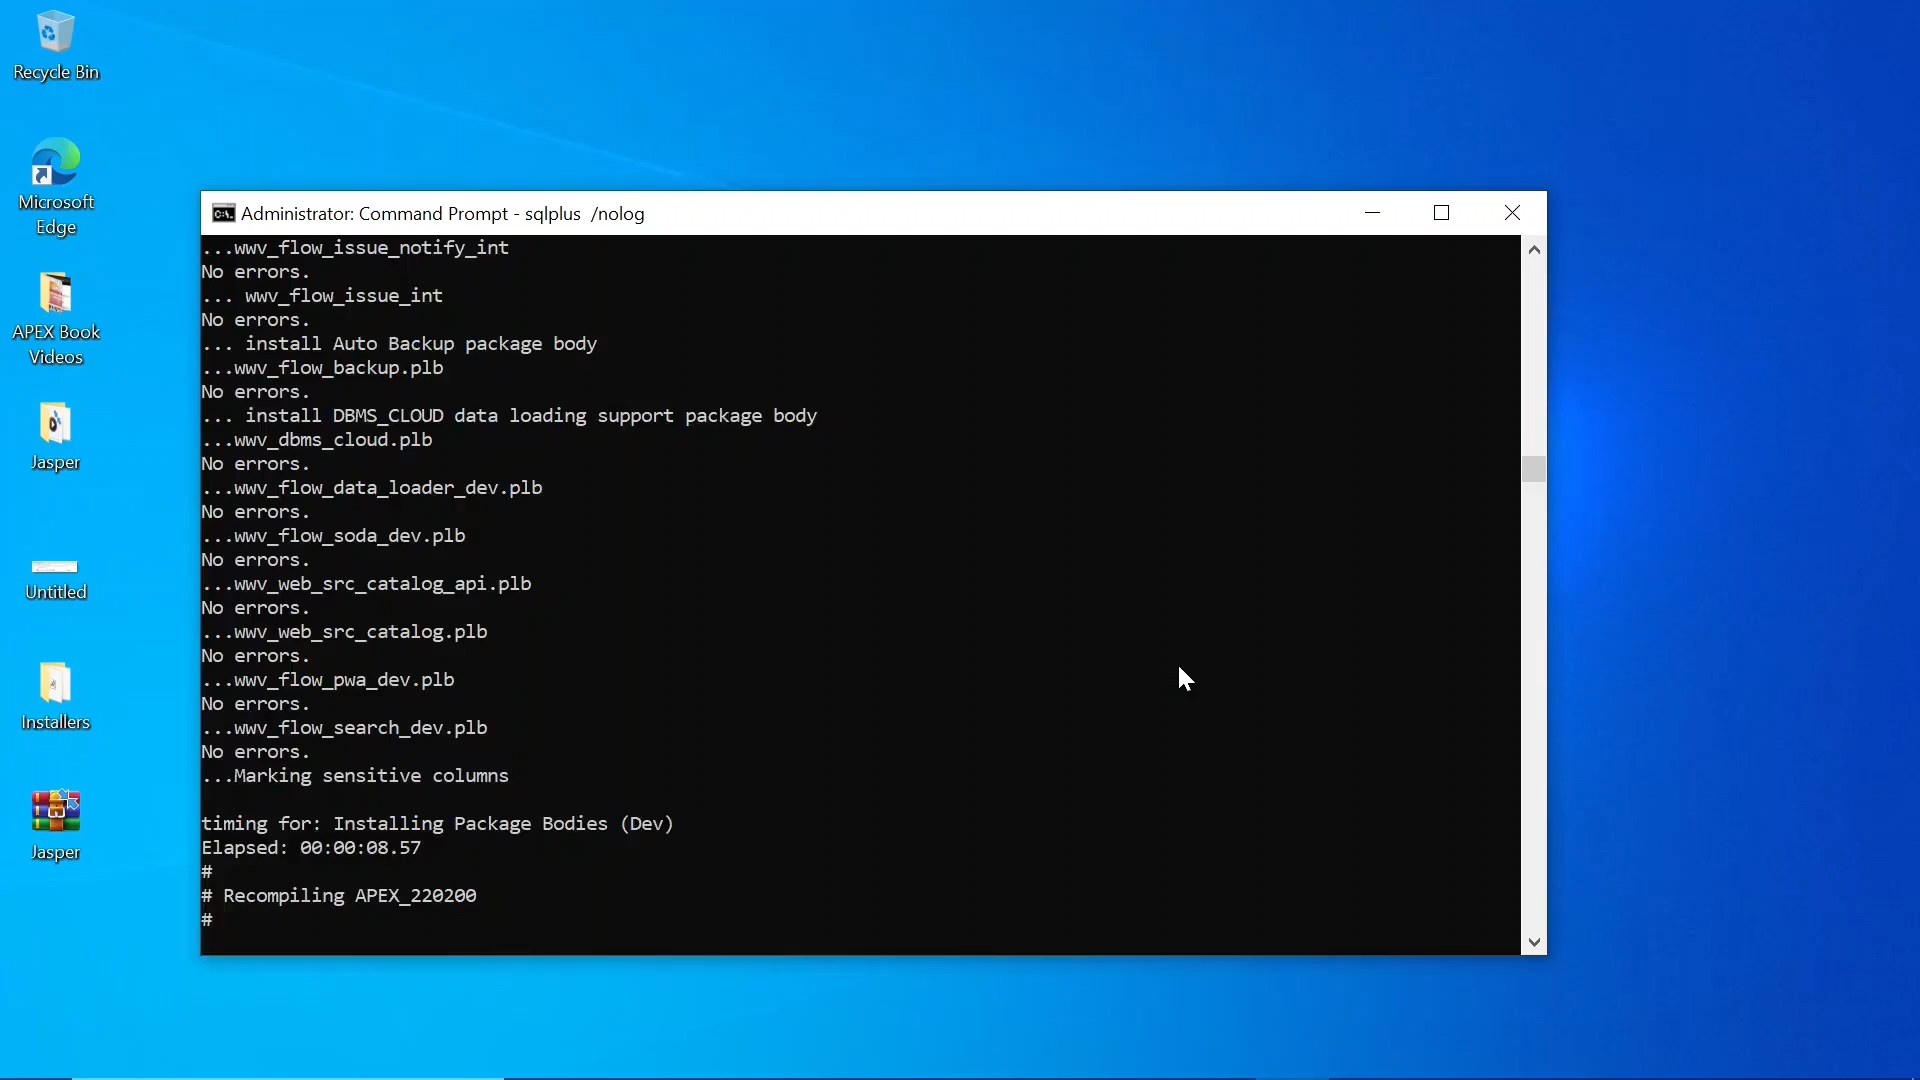 Recycle Bin
Microsoft
Edge
APEX Book
Videos
Jasper
Untitled
Installers
Jasper
Administrator: Command Prompt - sqlplus  /nolog
...wwv_flow_issue_notify_int
No errors.
... wwv_flow_issue_int
No errors.
... install Auto Backup package body
...wwv_flow_backup.plb
No errors.
... install DBMS_CLOUD data loading support package body
...wwv_dbms_cloud.plb
No errors.
...wwv_flow_data_loader_dev.plb
No errors.
...wwv_flow_soda_dev.plb
No errors.
...wwv_web_src_catalog_api.plb
No errors.
...wwv_web_src_catalog.plb
No errors.
...wwv_flow_pwa_dev.plb
No errors.
...wwv_flow_search_dev.plb
No errors.
...Marking sensitive columns
timing for: Installing Package Bodies (Dev)
Elapsed: 00:00:08.57
#
# Recompiling APEX_220200
#